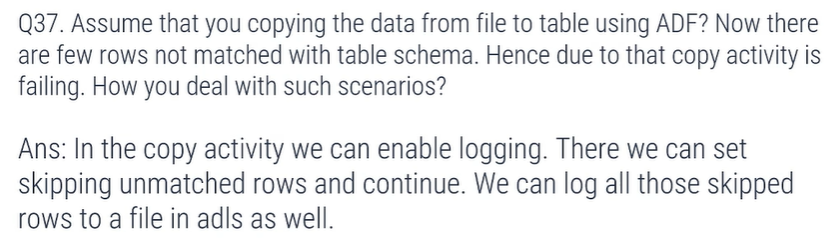 Q37. Assume that you copying the data from file to table using ADF? Now there
are few rows not matched with table schema. Hence due to that copy activity is
failing. How you deal with such scenarios?
Ans: In the copy activity we can enable logging. There we can set
skipping unmatched rows and continue. We can log all those skipped
rows to a file in adls as well.